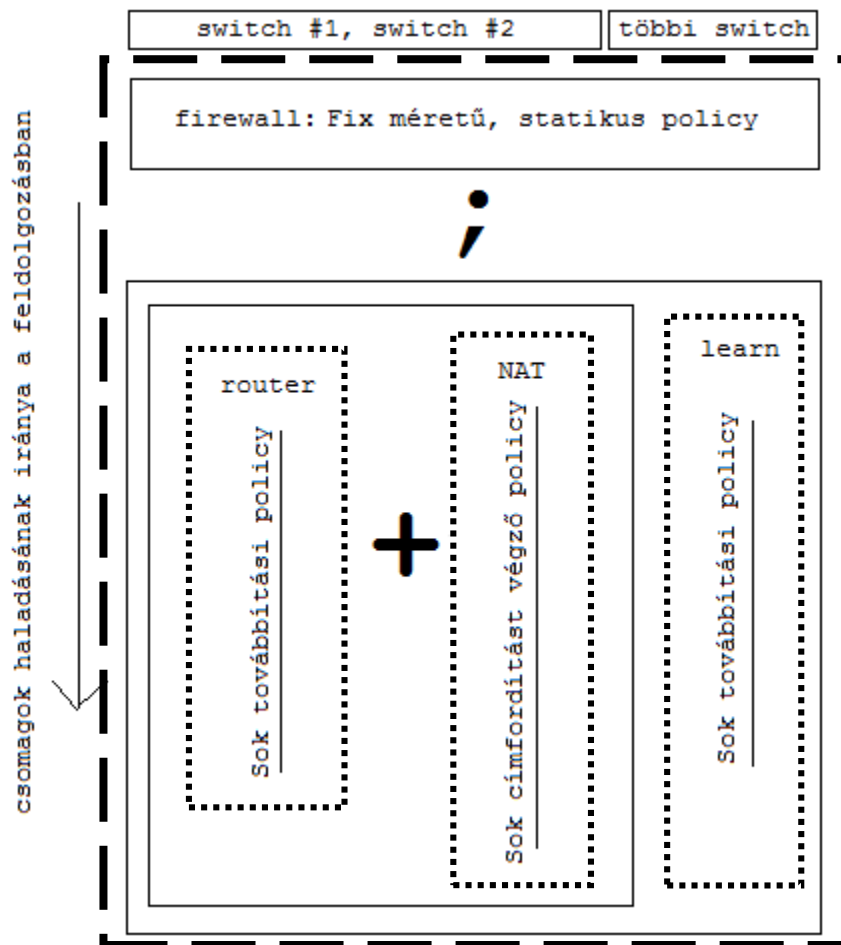 switch #1, switch #2
többi switch
firewall: Fix méretű, statikus policy
csomagok haladásának iránya a feldolgozásban
;
router
Sok továbbítási policy
+
NAT
Sok címfordítást végző policy
learn
Sok továbbítási policy